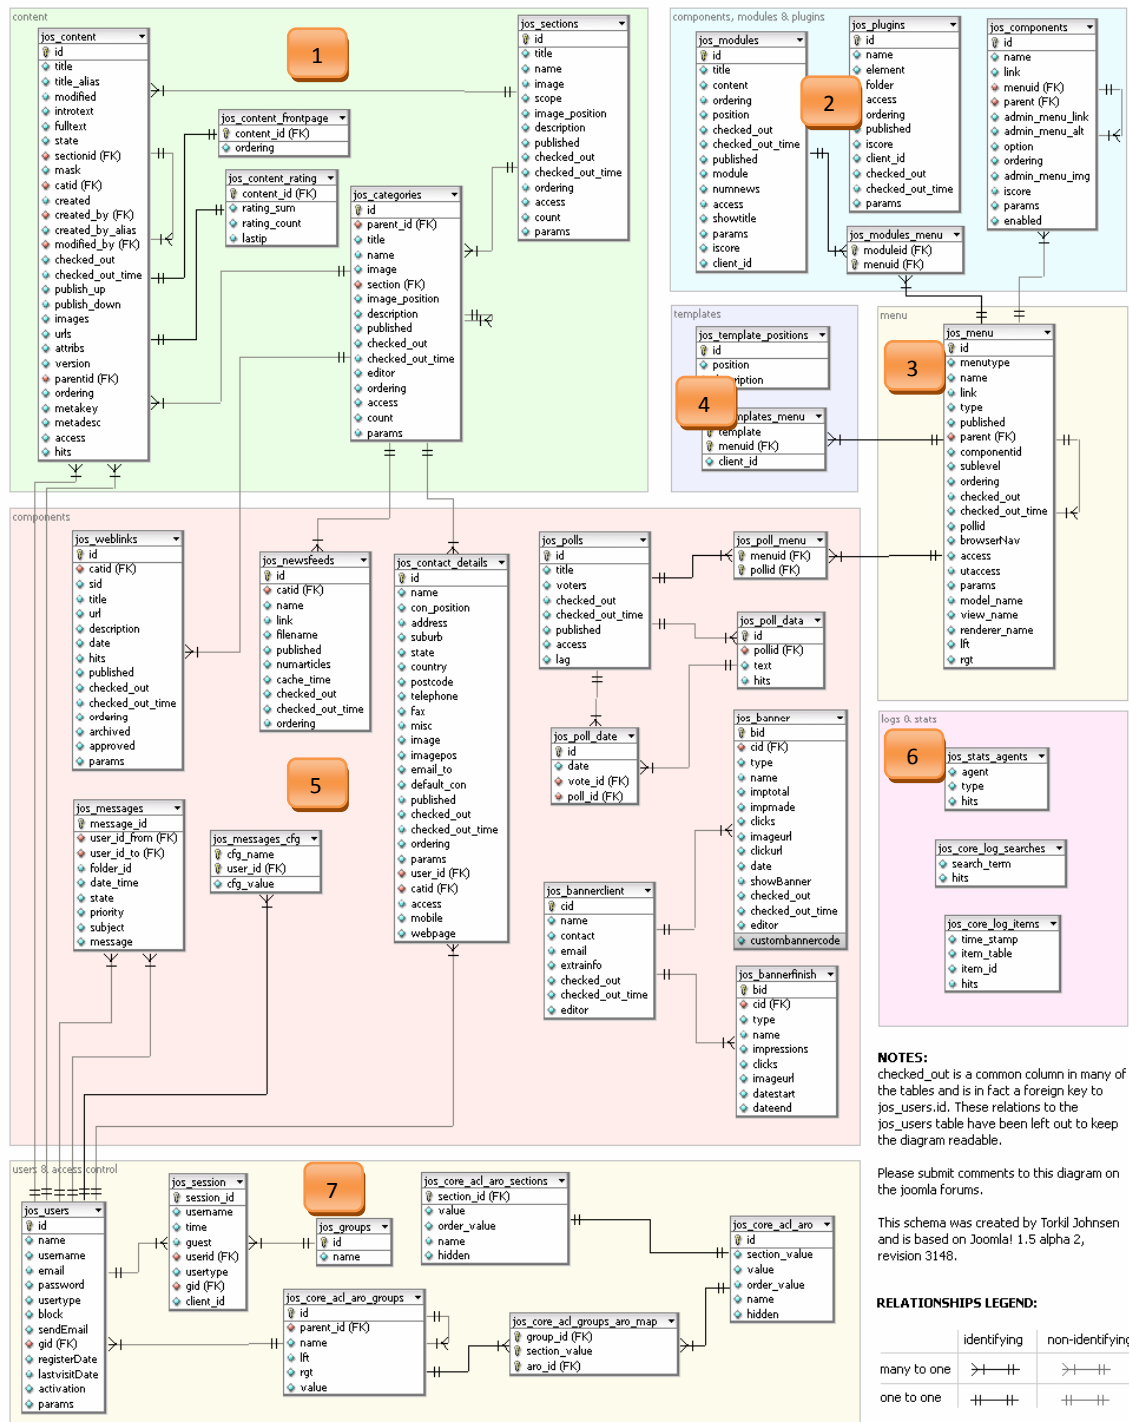 content
1
jos_content
id
title
title_alias
modified
introtext
fulltext
state
sectionid (FK)
mask
catid (FK)
created
created_by (FK)
created_by_alias
modified_by (FK)
checked_out
checked_out_time
publish_up
publish_down
images
urls
attribs
version
parentid (FK)
ordering
metakey
metadesc
access
hits
jos_content_frontpage
content_id (FK)
ordering
jos_content_rating
content_id (FK)
rating_sum
rating_count
lastip
jos_categories
id
parent_id (FK)
title
name
image
section (FK)
image_position
description
published
checked_out
checked_out_time
editor
ordering
access
count
params
jos_sections
id
title
name
image
scope
image_position
description
published
checked_out
checked_out_time
ordering
access
count
params
components, modules & plugins
2
jos_modules
id
title
content
ordering
position
checked_out
checked_out_time
published
module
numnews
access
showtitle
params
iscore
client_id
jos_plugins
id
name
element
folder
access
ordering
published
iscore
client_id
checked_out
checked_out_time
params
jos_modules_menu
moduleid (FK)
menuid (FK)
jos_components
id
name
link
menuid (FK)
parent (FK)
admin_menu_link
admin_menu_alt
option
ordering
admin_menu_img
iscore
params
enabled
templates
4
jos_template_positions
id
position
templates_menu
template
menuid (FK)
client_id
menu
3
jos_menu
id
menutype
name
link
type
published
parent (FK)
componentid
sublevel
ordering
checked_out
checked_out_time
pollid
browserNav
access
utaccess
params
model_name
view_name
renderer_name
lft
rgt
components
5
jos_weblinks
id
catid (FK)
sid
title
url
description
date
hits
published
checked_out
checked_out_time
ordering
archived
approved
params
jos_newsfeeds
id
catid (FK)
name
link
filename
published
numarticles
cache_time
checked_out
checked_out_time
ordering
jos_contact_details
id
name
con_position
address
suburb
state
country
postcode
telephone
fax
misc
image
imagepos
email_to
default_con
published
checked_out
checked_out_time
ordering
params
user_id (FK)
catid (FK)
access
mobile
webpage
jos_polls
id
title
voters
checked_out
checked_out_time
published
access
lag
jos_poll_menu
menuid (FK)
pollid (FK)
jos_poll_data
id
pollid (FK)
text
hits
jos_poll_date
id
date
vote_id (FK)
poll_id (FK)
jos_banner
bid
cid (FK)
type
name
imptotal
impmade
clicks
imageurl
clickurl
date
showBanner
checked_out
checked_out_time
editor
custombannercode
jos_messages
message_id
user_id_from (FK)
user_id_to (FK)
folder_id
date_time
state
priority
subject
message
jos_messages_cfg
cfg_name
user_id (FK)
cfg_value
jos_bannerclient
cid
name
contact
email
extrainfo
checked_out
checked_out_time
editor
jos_bannerfinish
bid
cid (FK)
type
name
impressions
clicks
imageurl
datestart
dateend
logs & stats
6
jos_stats_agents
agent
type
hits
jos_core_log_searches
search_term
hits
jos_core_log_items
time_stamp
item_table
item_id
hits
users & access control
7
jos_users
id
name
username
email
password
usertype
block
sendEmail
gid (FK)
registerDate
lastvisitDate
activation
params
jos_session
session_id
username
time
guest
userid (FK)
usertype
gid (FK)
client_id
jos_groups
id
name
jos_core_acl_aro_groups
id
parent_id (FK)
name
lft
rgt
value
jos_core_acl_aro_sections
section_id (FK)
value
order_value
name
hidden
jos_core_acl_groups_aro_map
group_id (FK)
section_value
aro_id (FK)
jos_core_acl_aro
id
section_value
value
order_value
name
hidden
NOTES:
checked_out is a common column in many of
the tables and is in fact a foreign key to
jos_users.id. These relations to the
jos_users table have been left out to keep
the diagram readable.
Please submit comments to this diagram on
the joomla forums.
This schema was created by Torkil Johnsen
and is based on Joomla! 1.5 alpha 2,
revision 3148.
RELATIONSHIPS LEGEND:
identifying non-identifying
many to one
one to one